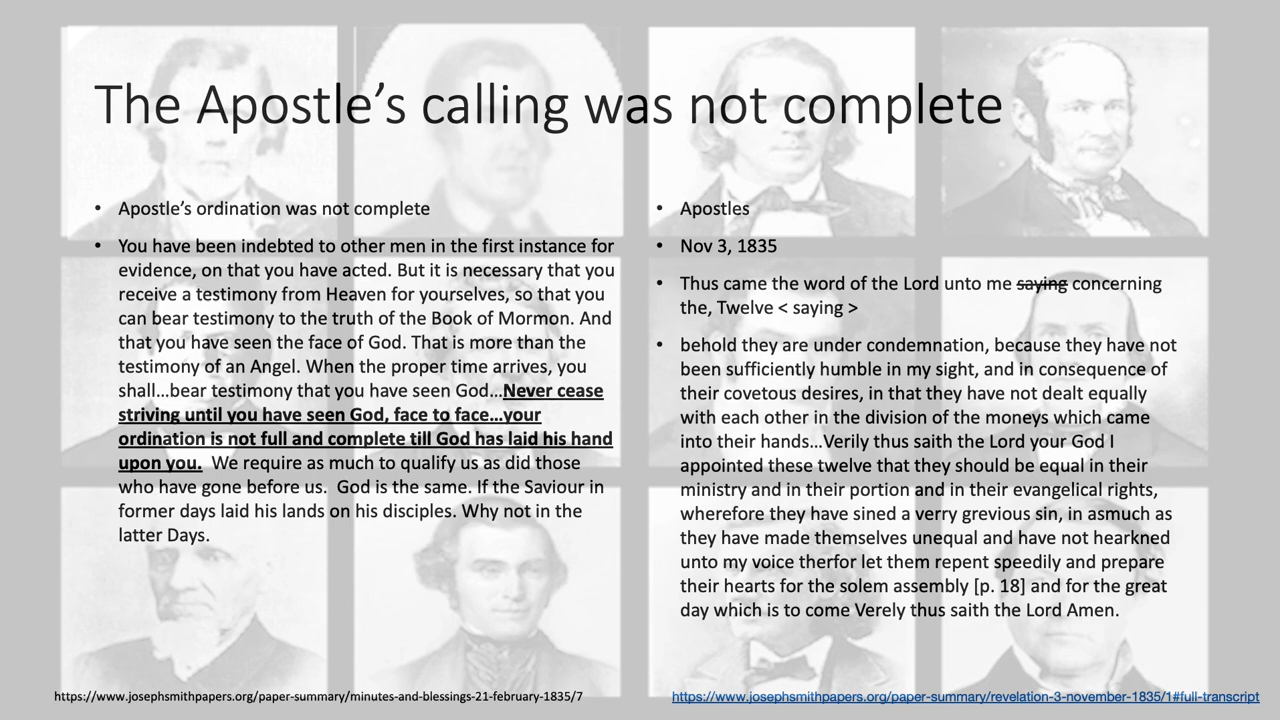 The Apostle's calling was not complete
• Apostle's ordination was not complete
• You have been indebted to other men in the first instance for
evidence, on that you have acted. But it is necessary that you
receive a testimony from Heaven for yourselves, so that you
can bear testimony to the truth of the Book of Mormon. And
that you have seen the face of God. That is more than the
testimony of an Angel. When the proper time arrives, you
shall…bear testimony that you have seen God…Never cease
striving until you have seen God, face to face…your
ordination is not full and complete till God has laid his hand
upon you. We require as much to qualify us as did those
who have gone before us. God is the same. If the Saviour in
former days laid his lands on his disciples. Why not in the
latter Days.
https://www.josephsmithpapers.org/paper-summary/minutes-and-blessings-21-february-1835/7
• Apostles
• Nov 3, 1835
• Thus came the word of the Lord unto me saying concerning
the, Twelve < saying >
• behold they are under condemnation, because they have not
been sufficiently humble in my sight, and in consequence of
their covetous desires, in that they have not dealt equally
with each other in the division of the moneys which came
into their hands…Verily thus saith the Lord your God I
appointed these twelve that they should be equal in their
ministry and in their portion and in their evangelical rights,
wherefore they have sined a verry grevious sin, in asmuch as
they have made themselves unequal and have not hearkned
unto my voice therfor let them repent speedily and prepare
their hearts for the solem assembly [p. 18] and for the great
day which is to come Verely thus saith the Lord Amen.
https://www.josephsmithpapers.org/paper-summary/revelation-3-november-1835/1#full-transcript